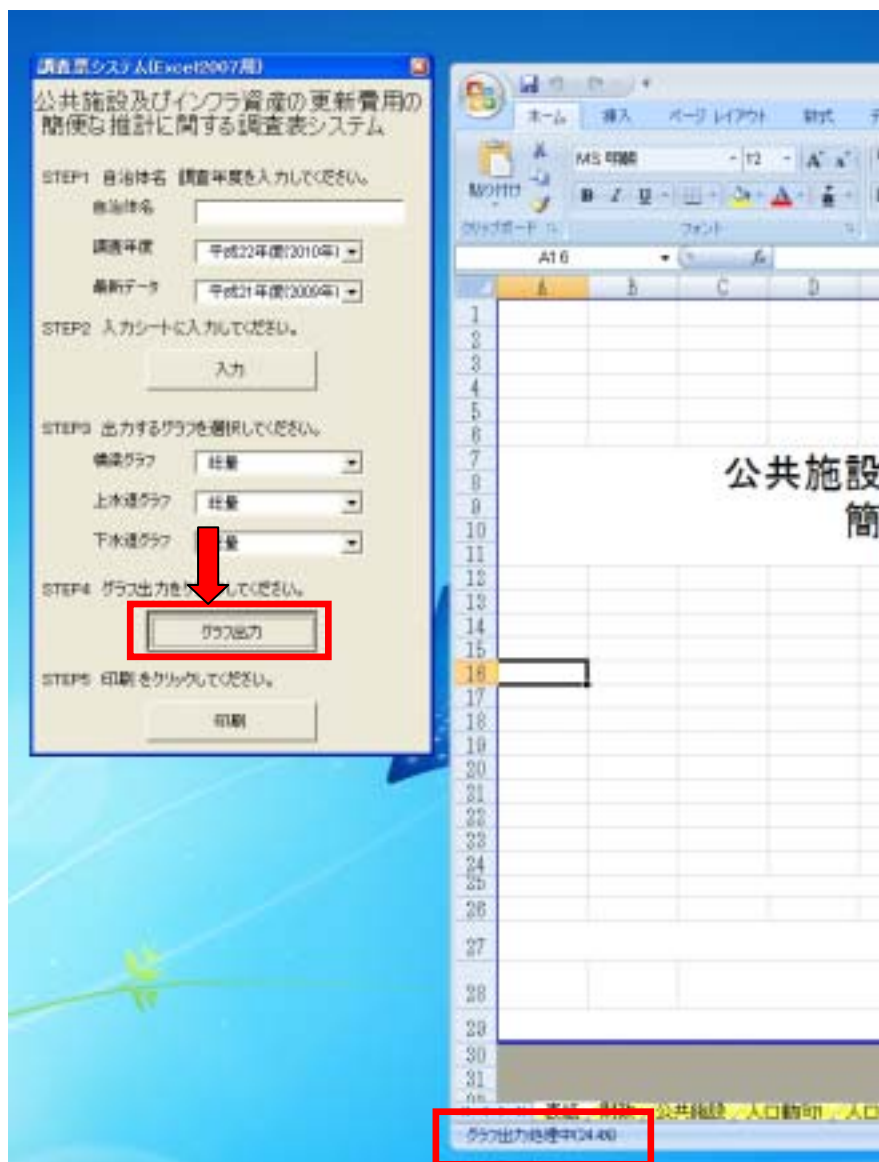 調査票システム(Excel2007用)
公共施設及びインフラ資産の更新費用の
簡便な推計に関する調査表システム
STEP1 自治体名 調査年度を入力してください。
自治体名
調査年度 平成22年度(2010年)
最新データ 平成21年度(2009年)
STEP2 入力シートに入力してください。
入力
STEP3 出力するグラフを選択してください。
橋梁グラフ 総量
上水道グラフ 総量
下水道グラフ 総量
STEP4 グラフ出力を してください。
グラフ出力
STEP5 印刷をクリックしてください。
印刷
ホーム 挿入 ページ レイアウト 数式
貼り付け
MS 明朝 12
B I U
クリップボード フォント
A16 fx
A B C D
1
2
3
4
5
6
7
8
9
10
11
12
13
14
15
16
17
18
19
20
21
22
23
24
25
26
27
28
29
30
31
公共施設
簡
表紙 財政 公共施設 人口動向 人口
グラフ出力処理中